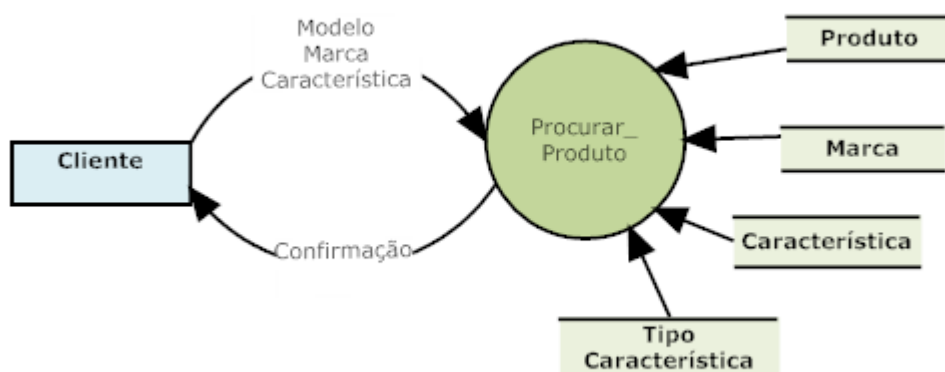 Modelo
Marca
Característica
Cliente
Confirmação
Procurar_
Produto
Produto
Marca
Característica
Tipo
Característica